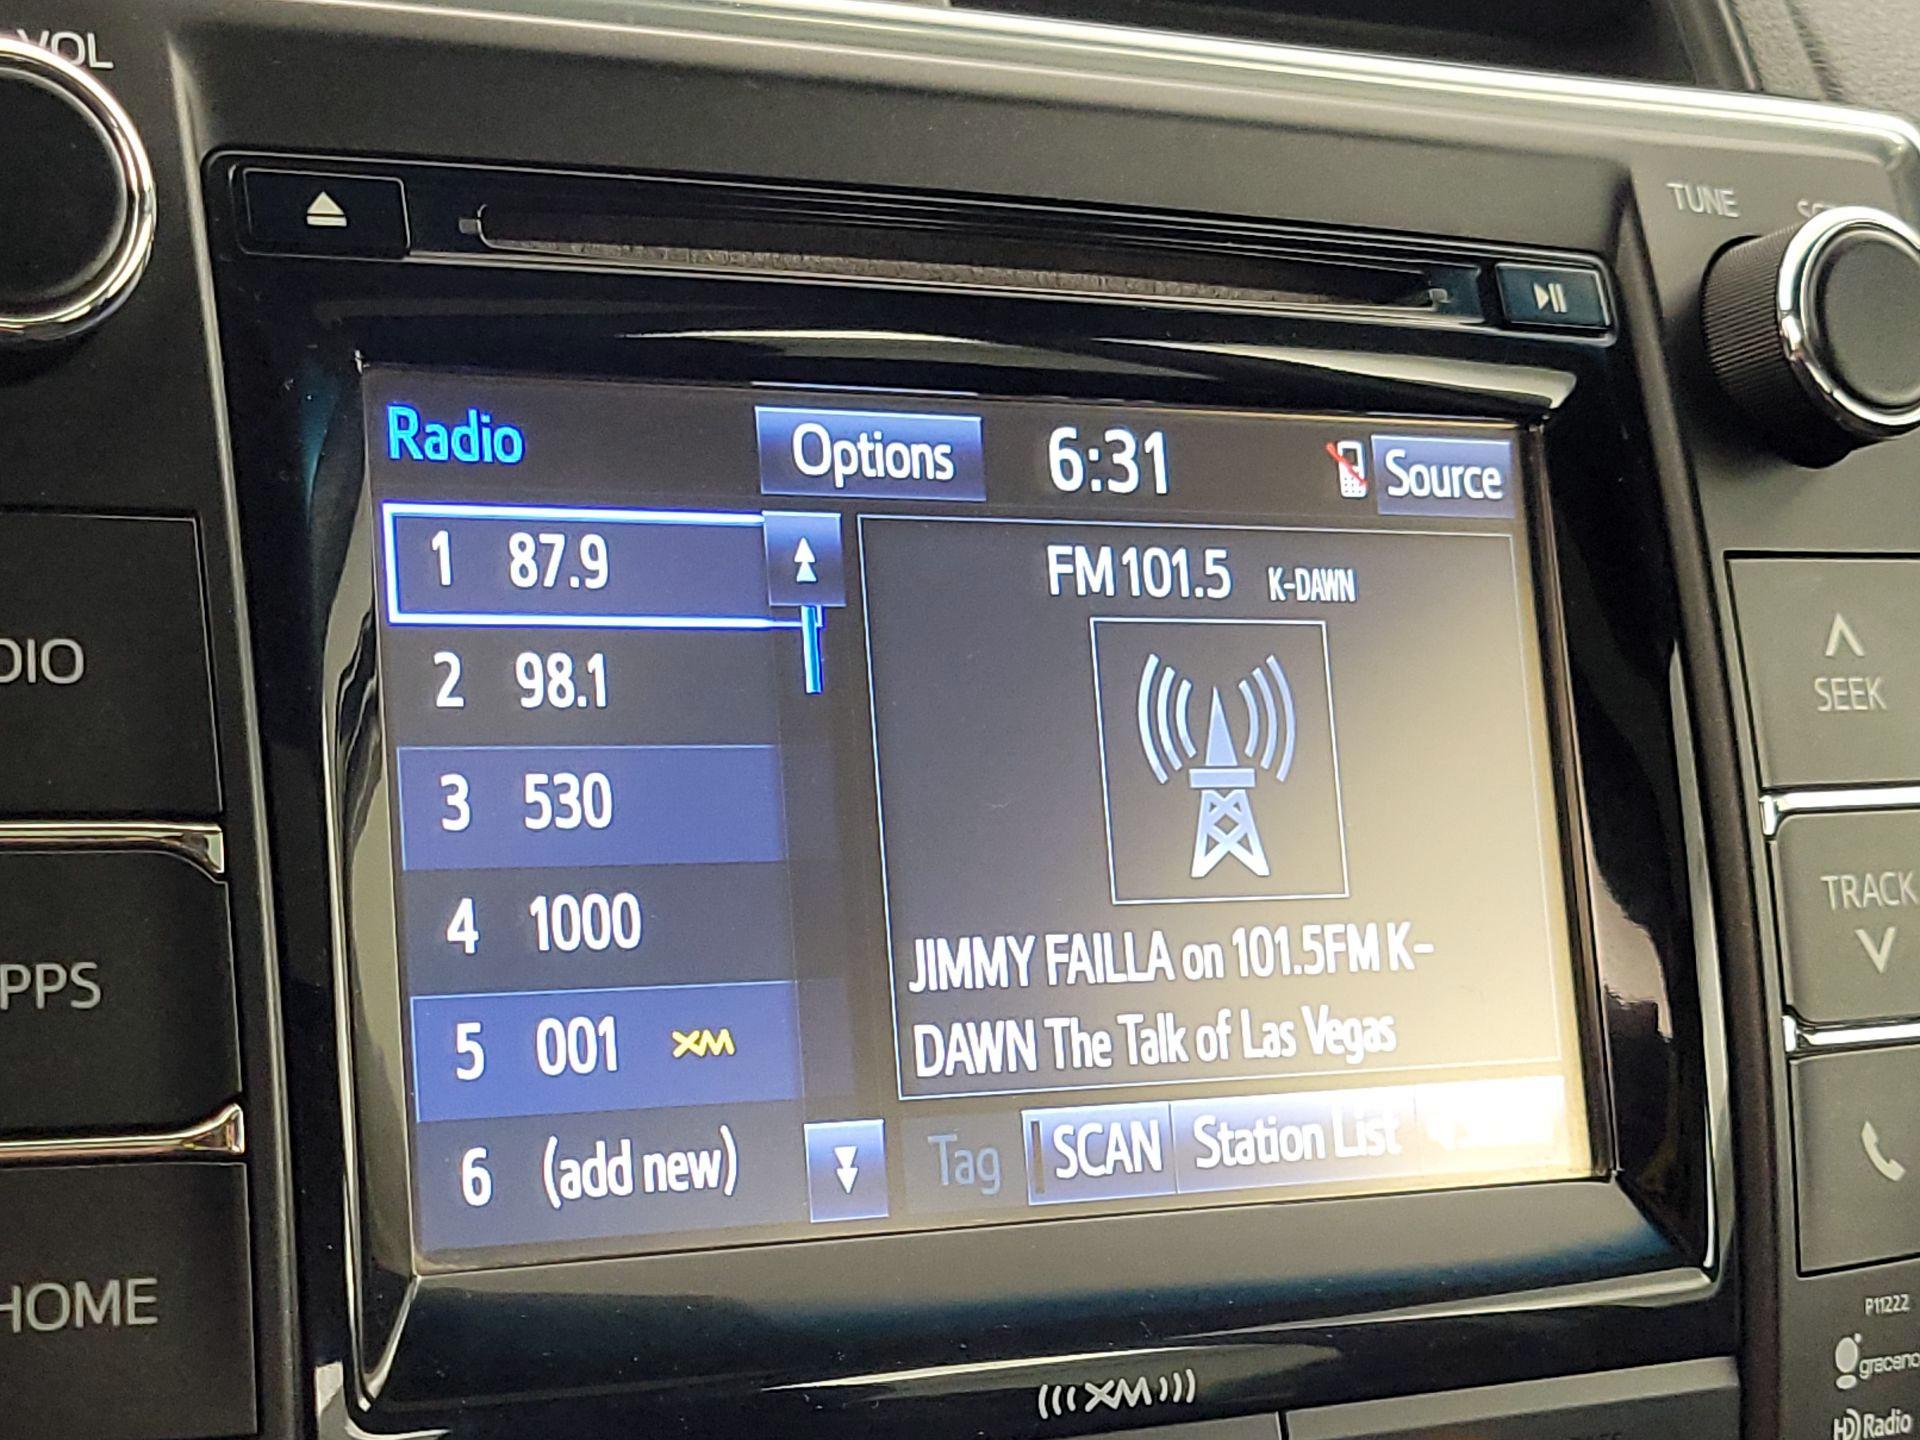 VOL
TUNE
Radio
Options
6:31
Source
1 87.9
2 98.1
3 530
4 1000
5 001 XM
6 (add new)
FM 101.5 K-DAWN
JIMMY FAILLA on 101.5FM K-
DAWN The Talk of Las Vegas
Tag
SCAN
Station List
DIO
PPS
HOME
SEEK
TRACK
P11222
graceno
HD Radio
(((XM)))